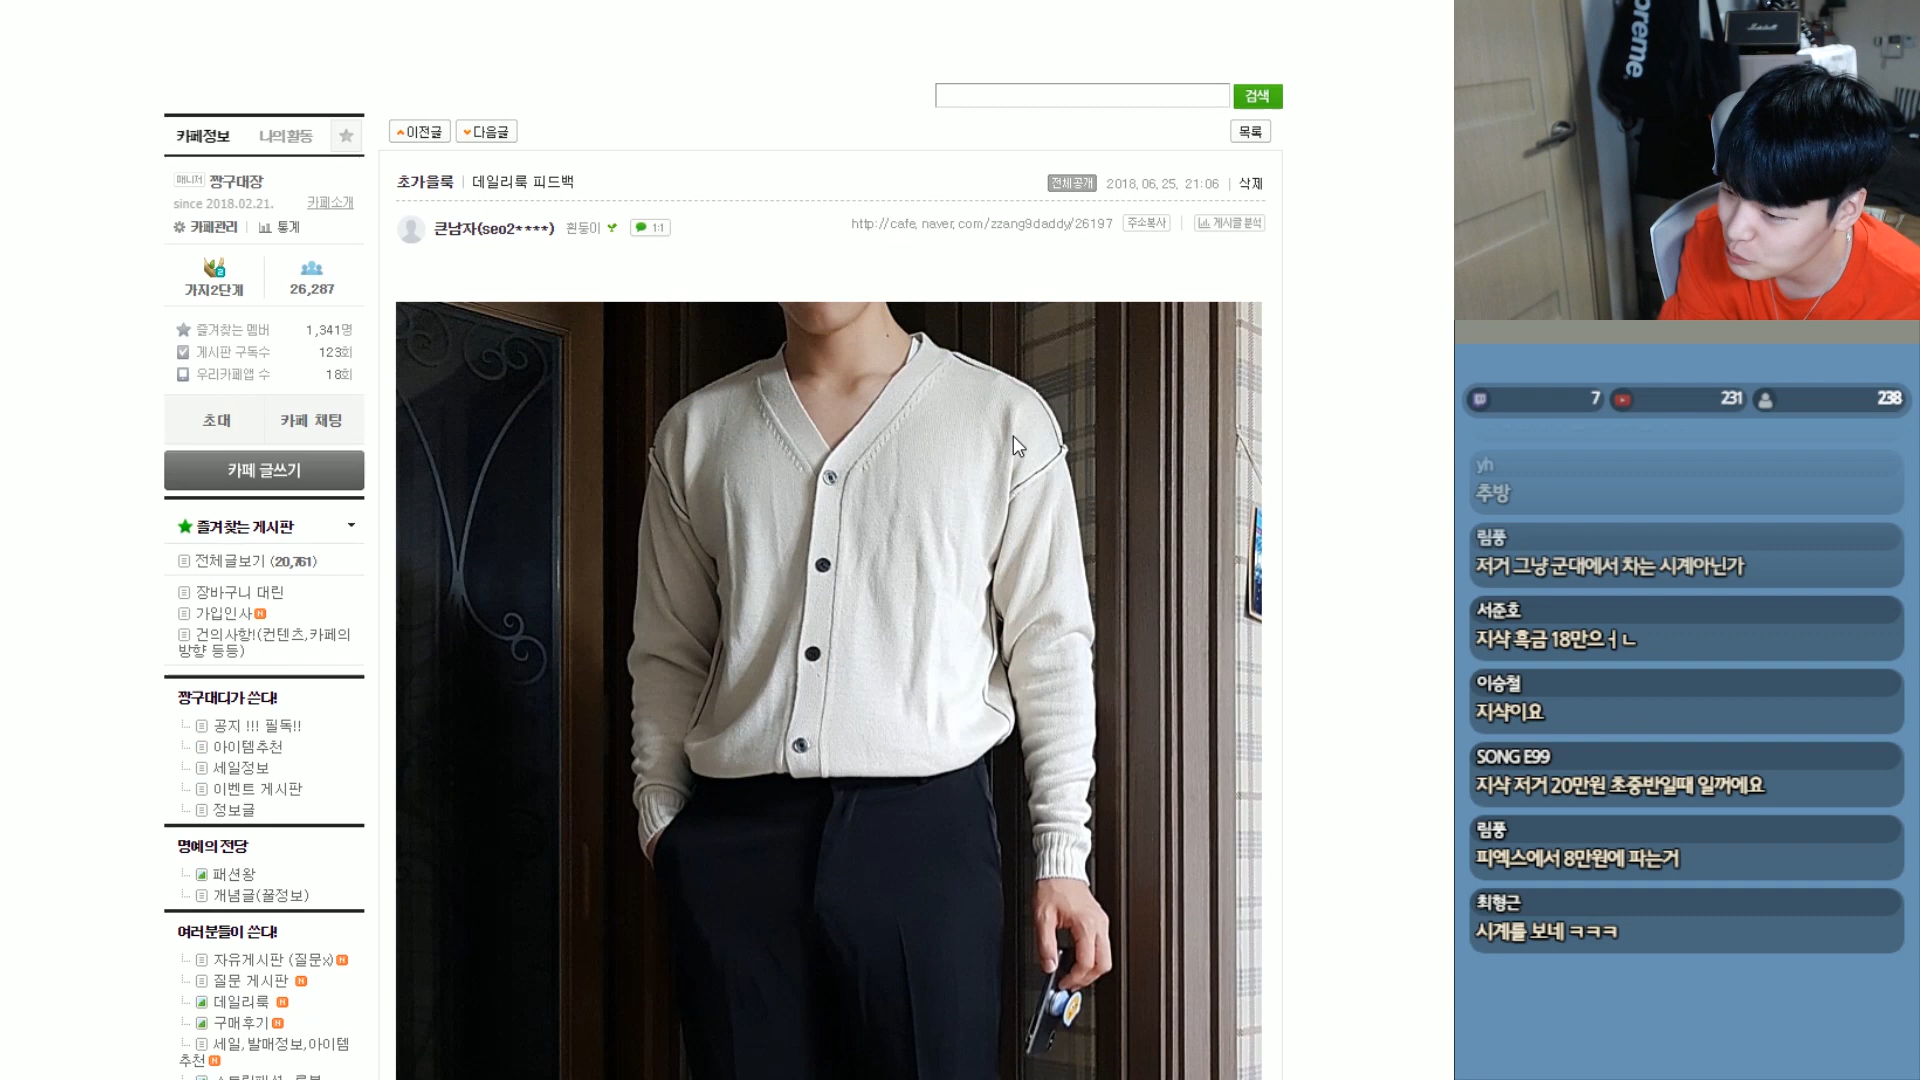 검색
카페정보
나의활동
이전글
다음글
목록
매니저 짱구대장
since 2018.02.21.
카페소개
카페관리
통계
가지2단계
26,287
즐겨찾는 멤버 1,341명
게시판 구독수 123회
우리카페앱 수 18회
초대
카페 채팅
카페 글쓰기
즐겨찾는 게시판
전체글보기 (20,761)
장바구니 대린
가입인사 N
건의사항!(컨텐츠,카페의
방향 등등)
짱구대디가 쓴다!
공지 !!! 필독!!
아이템추천
세일정보
이벤트 게시판
정보글
명예의 전당
패션왕
개념글(꿀정보)
여러분들이 쓴다!
자유게시판 (질문x) N
질문 게시판 N
데일리룩 N
구매후기 N
세일,발매정보,아이템
추천 N
초가을룩 | 데일리룩 피드백
전체공개 2018.06.25. 21:06 | 삭제
큰남자(seo2****) 흰둥이 1:1
http://cafe.naver.com/zzang9daddy/26197 주소복사 | 게시글 분석
preme
Marshall
7
231
238
yh
추방
림풍
저거 그냥 군대에서 차는 시계아닌가
서준호
지샥 흑금 18만으ㅓㄴ
이승철
지샥이요
SONG E99
지샥 저거 20만원 초중반일때 일꺼에요
림풍
피엑스에서 8만원에 파는거
최형근
시계를 보네 ㅋㅋㅋ